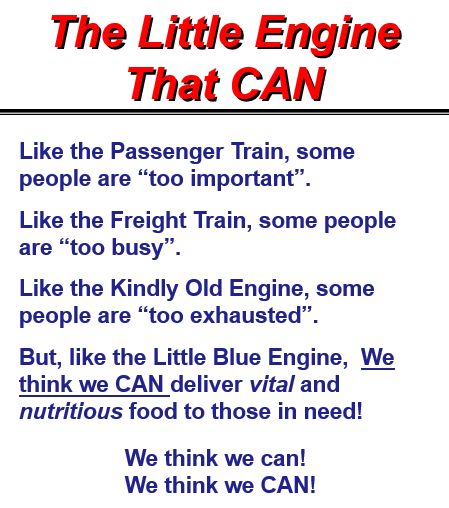 The Little Engine
That CAN
Like the Passenger Train, some
people are “too important”.
Like the Freight Train, some people
are “too busy”.
Like the Kindly Old Engine, some
people are “too exhausted”.
But, like the Little Blue Engine,  We
think we CAN deliver vital and
nutritious food to those in need!
We think we can!
We think we CAN!